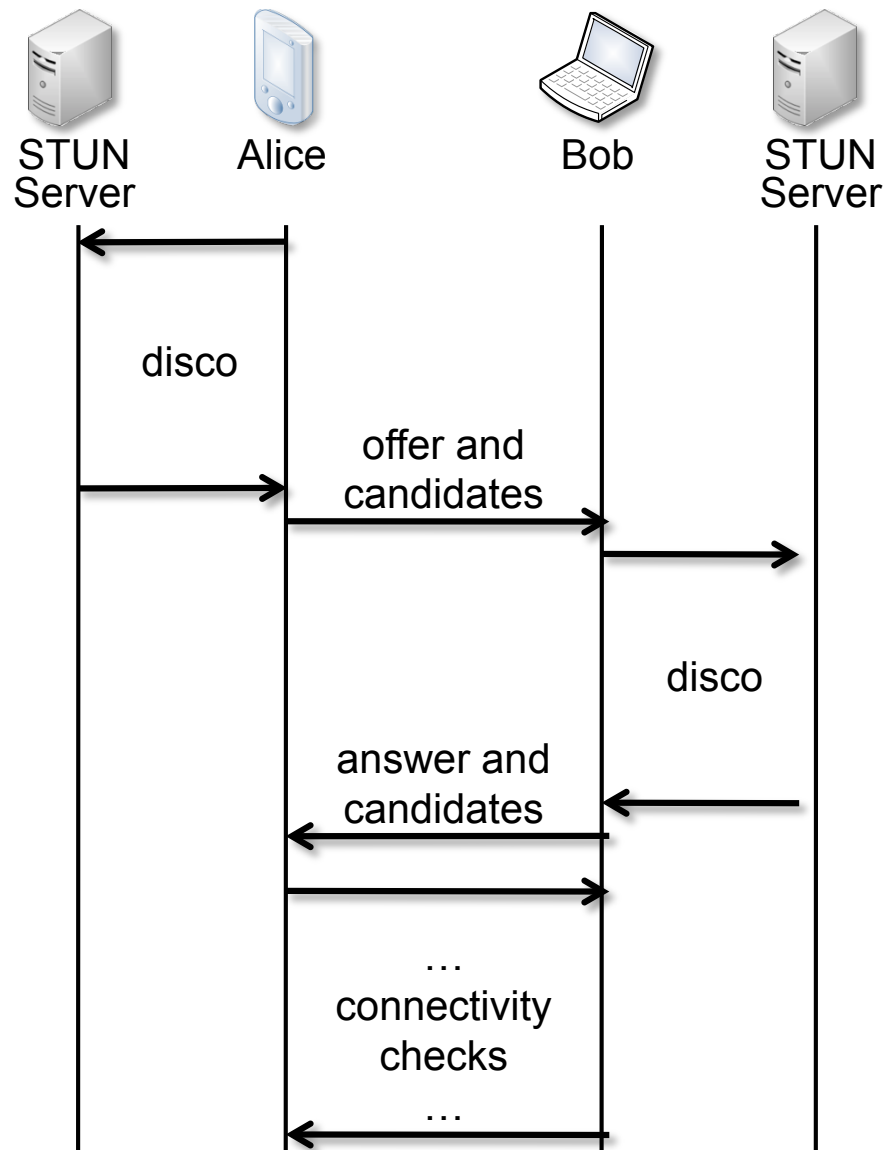 STUN
Server
Alice
Bob
STUN
Server
disco
offer and
candidates
disco
answer and
candidates
…
connectivity
checks
…